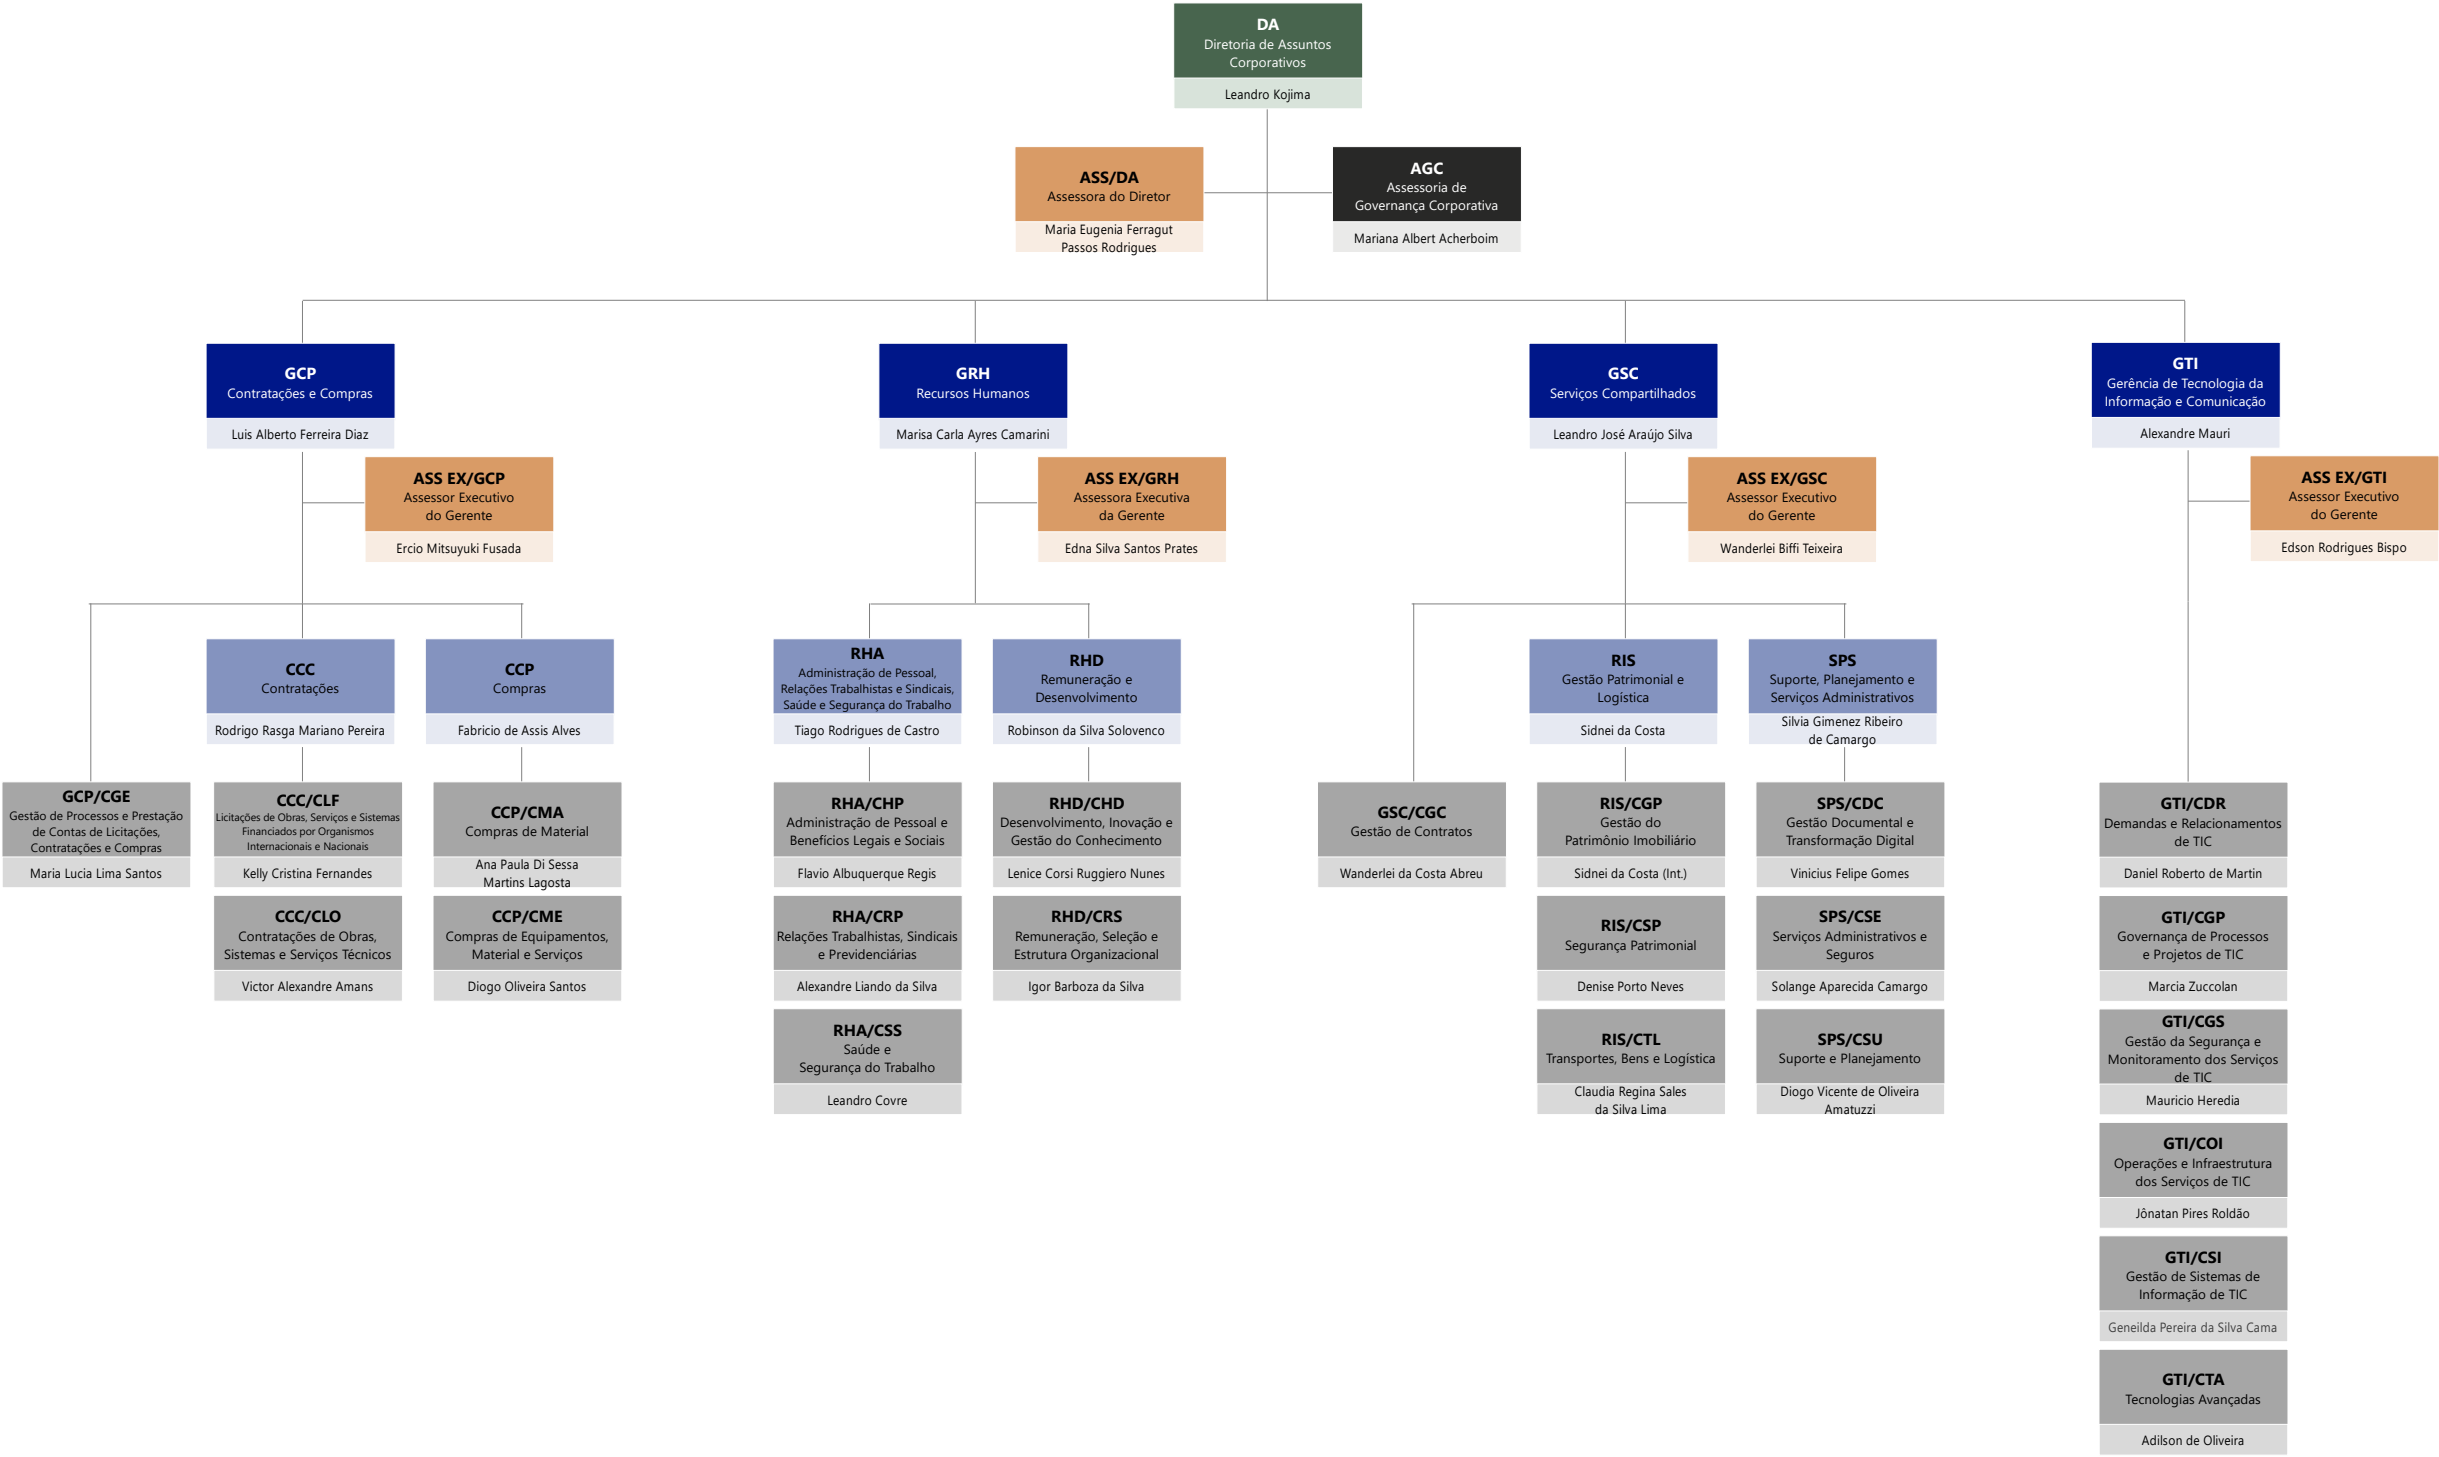 DA
Diretoria de Assuntos
Corporativos
Leandro Kojima
ASS/DA
Assessora do Diretor
Maria Eugenia Ferragut
Passos Rodrigues
AGC
Assessoria de
Governança Corporativa
Mariana Albert Acherboim
GCP
Contratações e Compras
Luis Alberto Ferreira Diaz
GRH
Recursos Humanos
Marisa Carla Ayres Camarini
GSC
Serviços Compartilhados
Leandro José Araújo Silva
GTI
Gerência de Tecnologia da
Informação e Comunicação
Alexandre Mauri
ASS EX/GCP
Assessor Executivo
do Gerente
Ercio Mitsuyuki Fusada
ASS EX/GRH
Assessora Executiva
da Gerente
Edna Silva Santos Prates
ASS EX/GSC
Assessor Executivo
do Gerente
Wanderlei Biffi Teixeira
ASS EX/GTI
Assessor Executivo
do Gerente
Edson Rodrigues Bispo
CCC
Contratações
Rodrigo Rasga Mariano Pereira
CCP
Compras
Fabricio de Assis Alves
RHA
Administração de Pessoal,
Relações Trabalhistas e Sindicais,
Saúde e Segurança do Trabalho
Tiago Rodrigues de Castro
RHD
Remuneração e
Desenvolvimento
Robinson da Silva Solovenco
RIS
Gestão Patrimonial e
Logística
Sidnei da Costa
SPS
Suporte, Planejamento e
Serviços Administrativos
Silvia Gimenez Ribeiro
de Camargo
GCP/CGE
Gestão de Processos e Prestação
de Contas de Licitações,
Contratações e Compras
Maria Lucia Lima Santos
CCC/CLF
Licitações de Obras, Serviços e Sistemas
Financiados por Organismos
Internacionais e Nacionais
Kelly Cristina Fernandes
CCP/CMA
Compras de Material
Ana Paula Di Sessa
Martins Lagosta
RHA/CHP
Administração de Pessoal e
Benefícios Legais e Sociais
Flavio Albuquerque Regis
RHD/CHD
Desenvolvimento, Inovação e
Gestão do Conhecimento
Lenice Corsi Ruggiero Nunes
GSC/CGC
Gestão de Contratos
Wanderlei da Costa Abreu
RIS/CGP
Gestão do
Patrimônio Imobiliário
Sidnei da Costa (Int.)
SPS/CDC
Gestão Documental e
Transformação Digital
Vinicius Felipe Gomes
GTI/CDR
Demandas e Relacionamentos
de TIC
Daniel Roberto de Martin
CCC/CLO
Contratações de Obras,
Sistemas e Serviços Técnicos
Victor Alexandre Amans
CCP/CME
Compras de Equipamentos,
Material e Serviços
Diogo Oliveira Santos
RHA/CRP
Relações Trabalhistas, Sindicais
e Previdenciárias
Alexandre Liando da Silva
RHD/CRS
Remuneração, Seleção e
Estrutura Organizacional
Igor Barboza da Silva
RIS/CSP
Segurança Patrimonial
Denise Porto Neves
SPS/CSE
Serviços Administrativos e
Seguros
Solange Aparecida Camargo
GTI/CGP
Governança de Processos
e Projetos de TIC
Marcia Zuccolan
RHA/CSS
Saúde e
Segurança do Trabalho
Leandro Covre
RIS/CTL
Transportes, Bens e Logística
Claudia Regina Sales
da Silva Lima
SPS/CSU
Suporte e Planejamento
Diogo Vicente de Oliveira
Amatuzzi
GTI/CGS
Gestão da Segurança e
Monitoramento dos Serviços
de TIC
Mauricio Heredia
GTI/COI
Operações e Infraestrutura
dos Serviços de TIC
Jônatan Pires Roldão
GTI/CSI
Gestão de Sistemas de
Informação de TIC
Geneilda Pereira da Silva Cama
GTI/CTA
Tecnologias Avançadas
Adilson de Oliveira